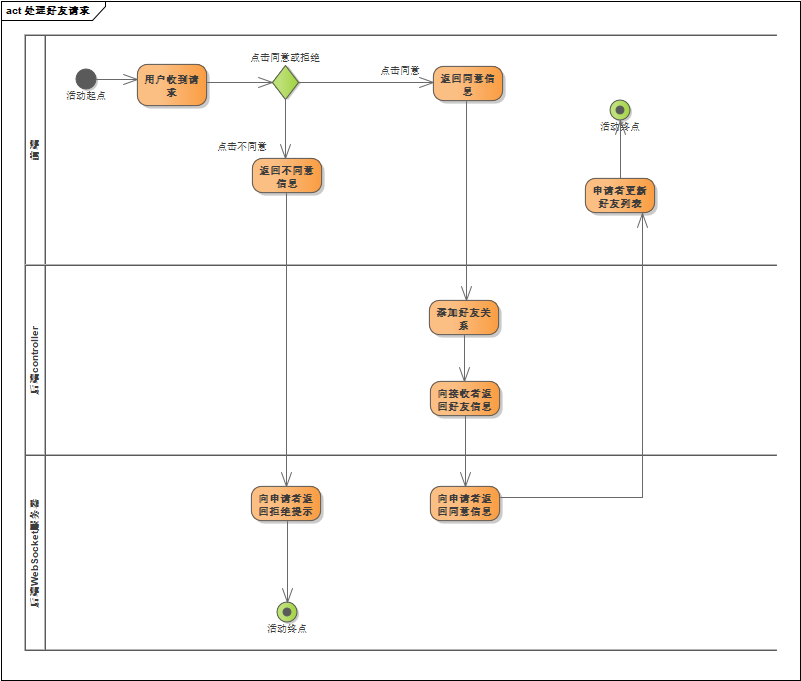 act 处理好友请求
点击同意或拒绝
点击同意
用户收到请
求
返回同意信
息
活动起点
活动终点
点击不同意
前端
返回不同意
信息
申请者更新
好友列表
添加好友关
系
后端controller
向接收者返
回好友信息
后端WebSocket服务器
向申请者返
回拒绝提示
向申请者返
回同意信息
活动终点